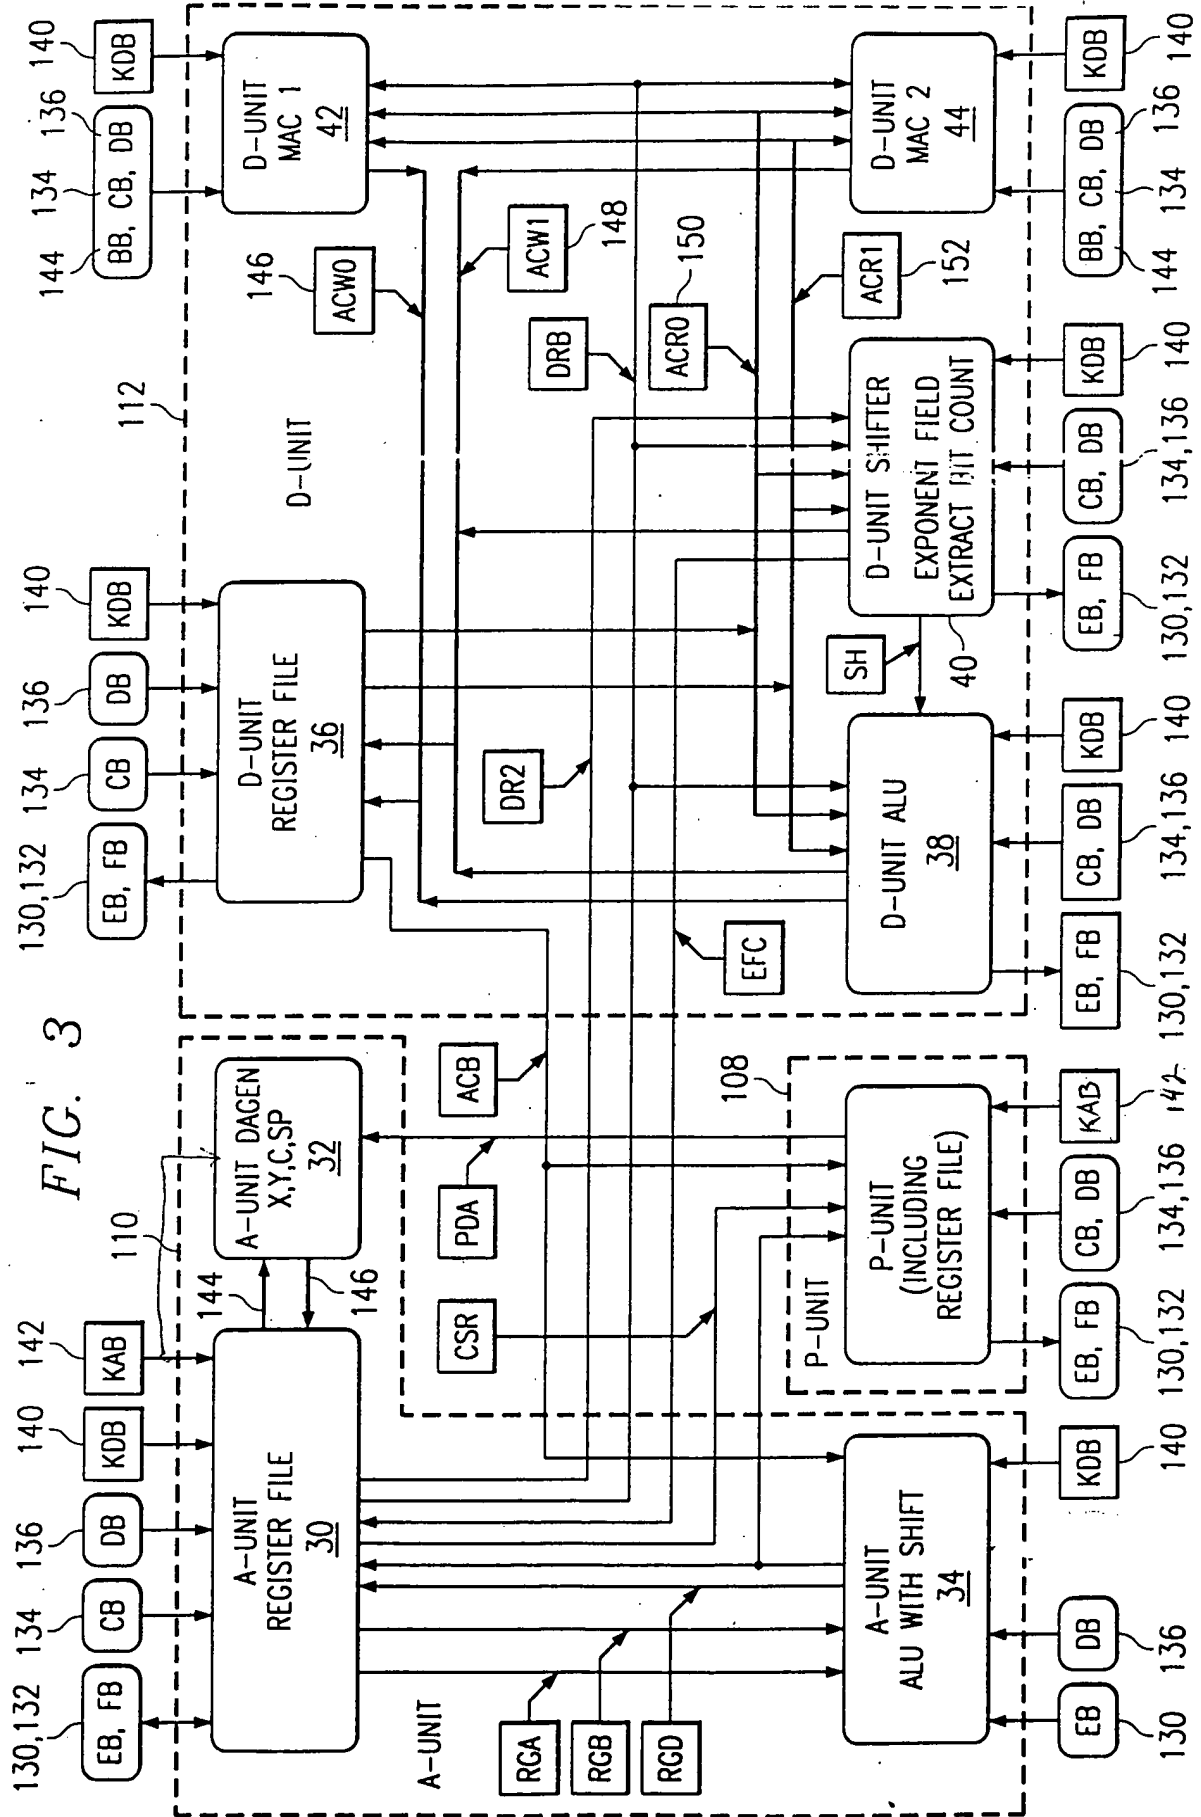 FIG. 3
130,132
134
136
140
142
110
EB, FB
CB
DB
KDB
KAB
A-UNIT
REGISTER FILE
30
144
146
A-UNIT DAGEN
X,Y,C,SP
32
A-UNIT
RGA
RGB
RGD
A-UNIT
ALU WITH SHIFT
34
EB
DB
KDB
130
136
140
CSR
PDA
ACB
108
P-UNIT
P-UNIT
(INCLUDING
REGISTER FILE)
EB, FB
CB, DB
KAB
130,132
134,136
142
130,132
134
136
140
112
EB, FB
CB
DB
KDB
D-UNIT
REGISTER FILE
36
D-UNIT
146
ACW0
ACW1
148
DR2
DRB
ACR0
150
ACR1
152
EFC
SH
D-UNIT ALU
38
EB, FB
CB, DB
KDB
130,132
134,136
140
40
D-UNIT SHIFTER
EXPONENT FIELD
EXTRACT BIT COUNT
EB, FB
CB, DB
KDB
130,132
134,136
140
144
134
136
140
BB, CB, DB
KDB
D-UNIT
MAC 1
42
D-UNIT
MAC 2
44
BB, CB, DB
KDB
144
134
136
140